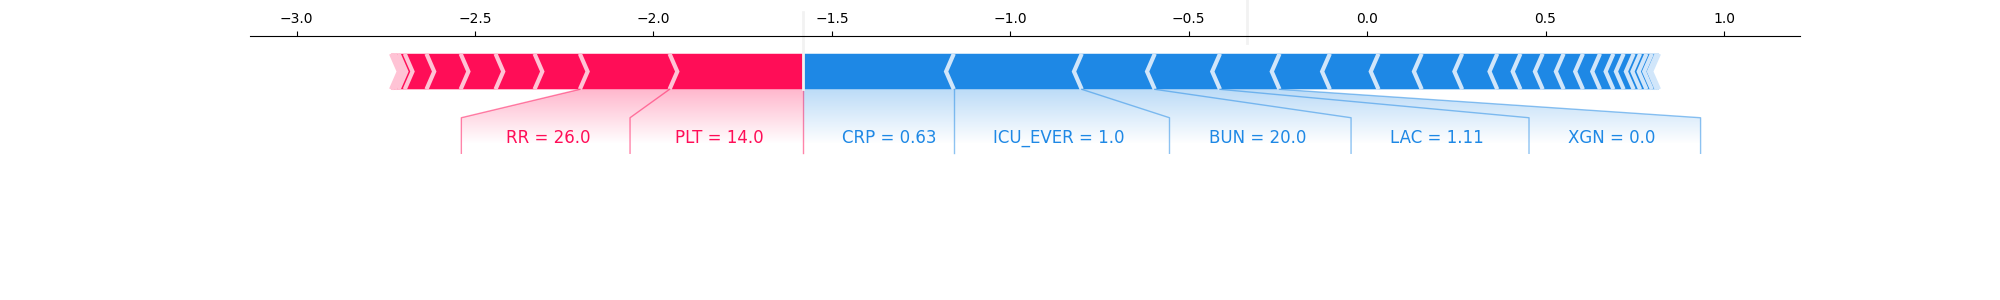 −3.0 −2.5 −2.0 −1.5 −1.0 −0.5 0.0 0.5 1.0
RR = 26.0 PLT = 14.0 CRP = 0.63 ICU_EVER = 1.0 BUN = 20.0 LAC = 1.11 XGN = 0.0